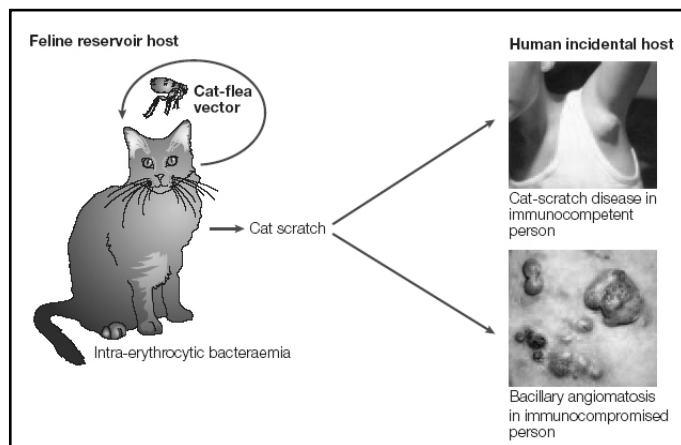 Feline reservoir host
Cat-flea
vector
Cat scratch
Intra-erythrocytic bacteraemia
Human incidental host
Cat-scratch disease in
immunocompetent
person
Bacillary angiomatosis
in immunocompromised
person